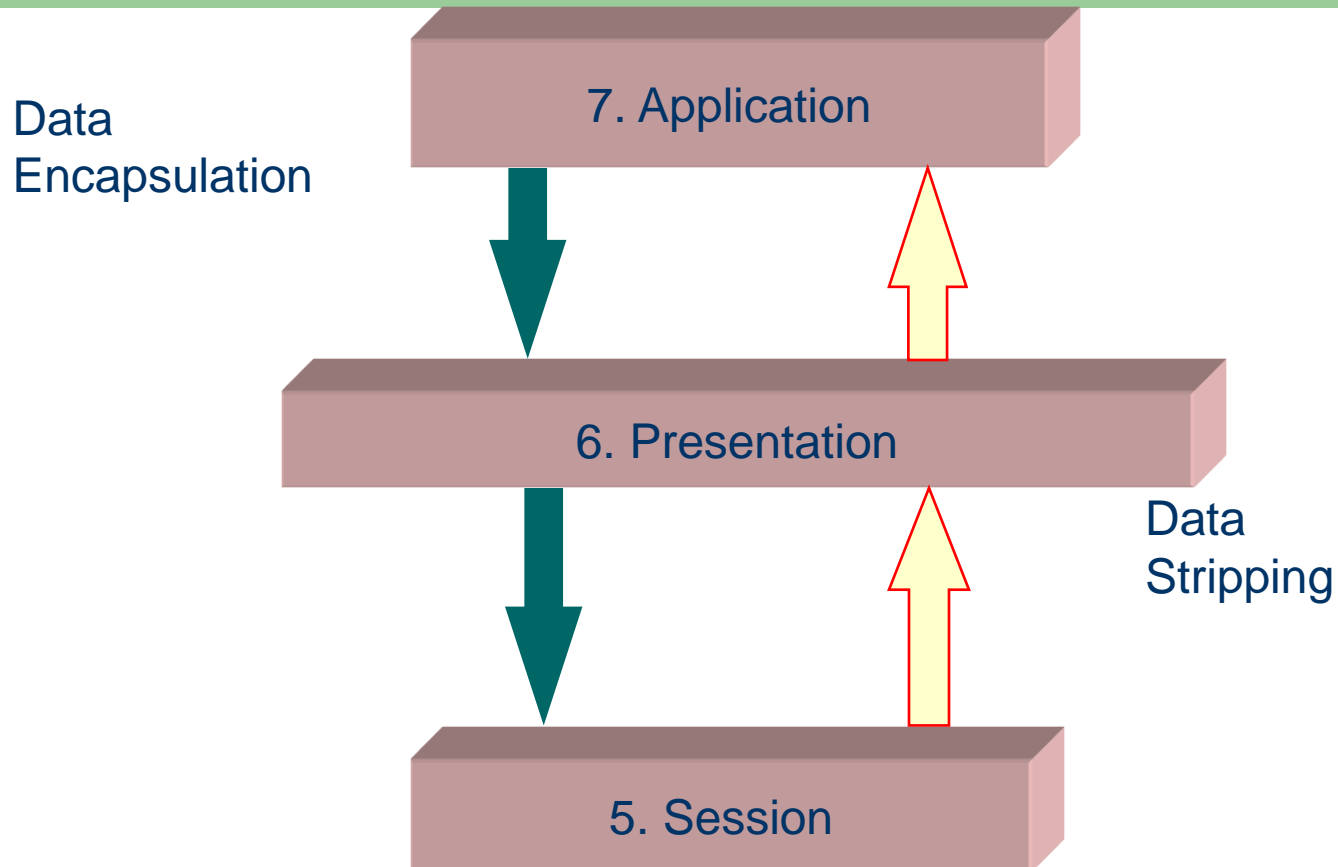 7. Application
Data
Encapsulation
6. Presentation
Data
Stripping
5. Session